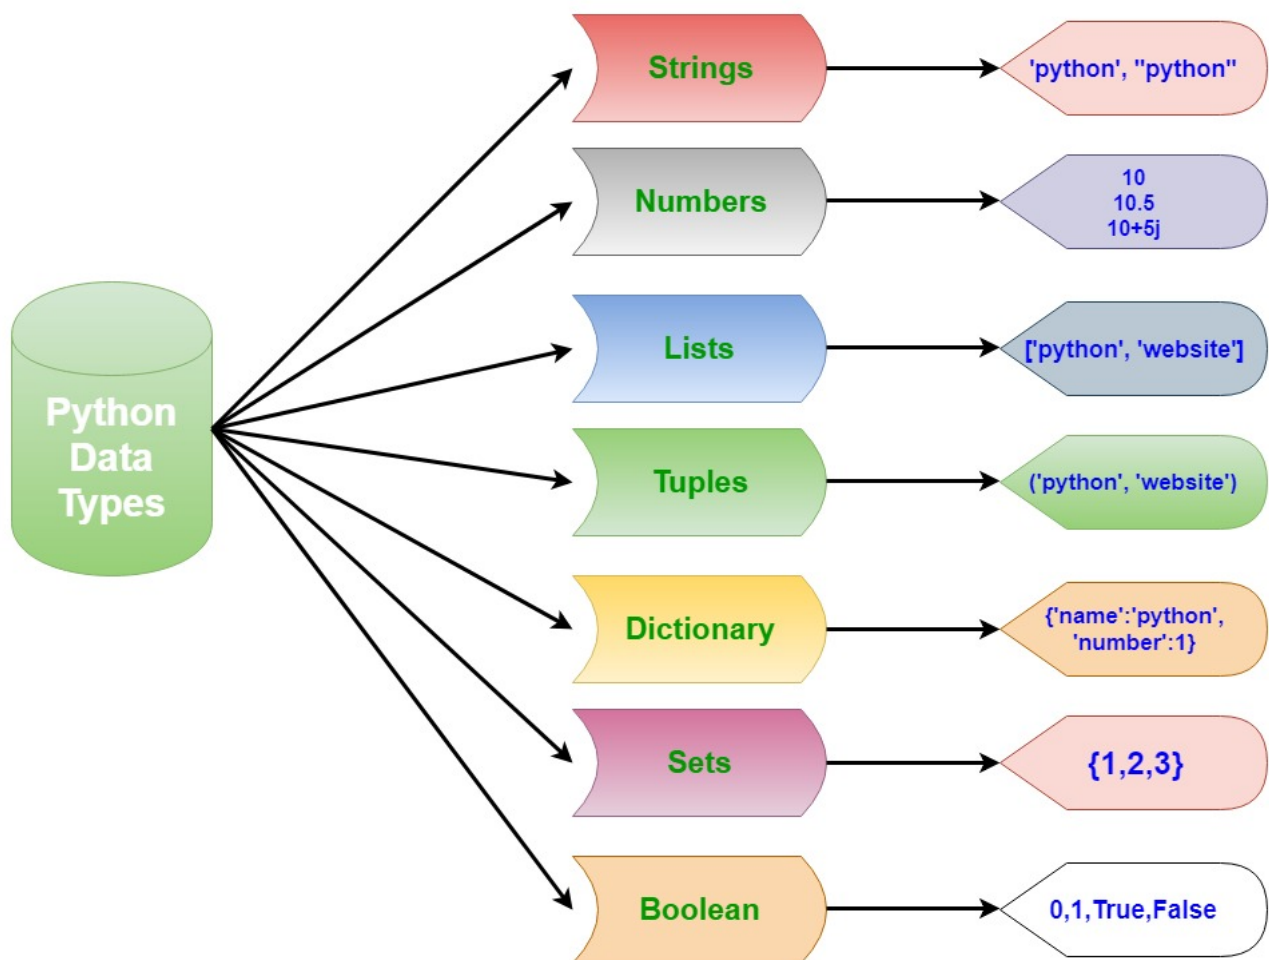 Python
Data
Types
Strings
'python', "python"
Numbers
10
10.5
10+5j
Lists
['python', 'website']
Tuples
('python', 'website')
Dictionary
{'name':'python',
'number':1}
Sets
{1,2,3}
Boolean
0,1,True,False